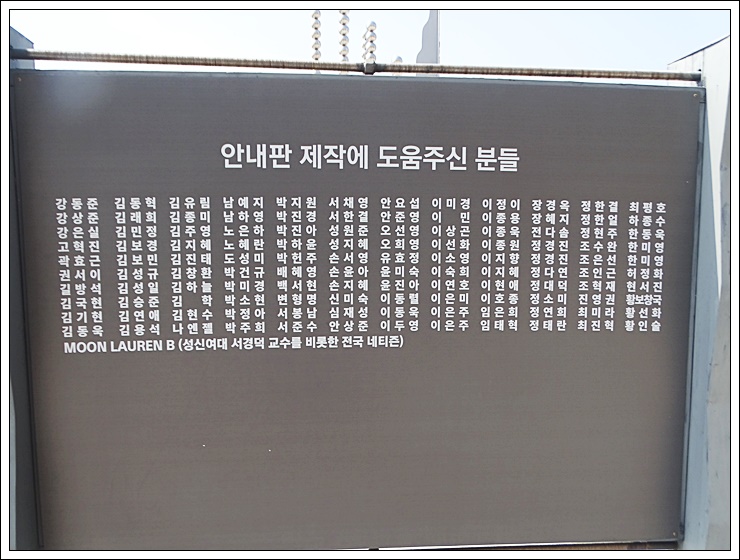 안내판 제작에 도움주신 분들
강동준 김동혁 김유림 남예지 박지원 서채영 안요섭 이미경 이정이 장경옥 정한결 최평호
강상준 김래희 김종미 남하영 박진경 서한결 안준영 이 민 이종용 장혜지 정한얼 하종수
강은실 김민정 김주영 노은하 박진아 성원준 오선영 이상곤 이종욱 전다솜 정현주 한동욱
고혁진 김보경 김지혜 노혜란 박하윤 성지혜 오희영 이선화 이종원 정경진 조수완 한미영
곽효근 김보민 김진태 도성미 박현주 손서영 유효정 이소영 이지향 정경진 조은선 한미영
권서이 김성규 김창환 박건규 배혜영 손윤아 윤미숙 이숙희 이지혜 정다연 조인근 허정화
길방석 김성일 김하늘 박미경 백서현 손지혜 윤진아 이연호 이현애 정대덕 조혁재 현서진
김국현 김승준 김 학 박소현 변형명 신미숙 이동렬 이은미 이호종 정소미 진영권 황보창국
김기현 김연애 김현수 박정아 서봉남 심재성 이동욱 이은주 임은희 정연희 최미라 황선화
김동욱 김용석 나엔젤 박주희 서준수 안상준 이두영 이은주 임태혁 정태란 최진혁 황인슬
MOON LAUREN B (성신여대 서경덕 교수를 비롯한 전국 네티즌)